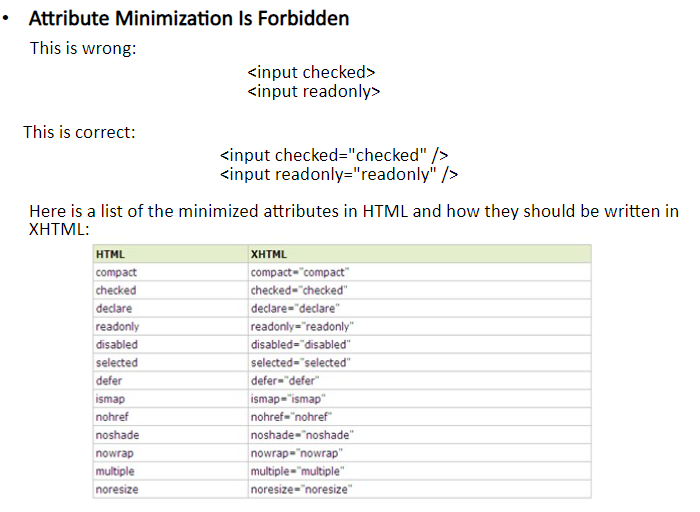 • Attribute Minimization Is Forbidden
This is wrong:
<input checked>
<input readonly>
This is correct:
<input checked="checked" />
<input readonly="readonly" />
Here is a list of the minimized attributes in HTML and how they should be written in
XHTML:
HTML XHTML
compact compact="compact"
checked checked="checked"
declare declare="declare"
readonly readonly="readonly"
disabled disabled="disabled"
selected selected="selected"
defer defer="defer"
ismap ismap="ismap"
nohref nohref="nohref"
noshade noshade="noshade"
nowrap nowrap="nowrap"
multiple multiple="multiple"
noresize noresize="noresize"